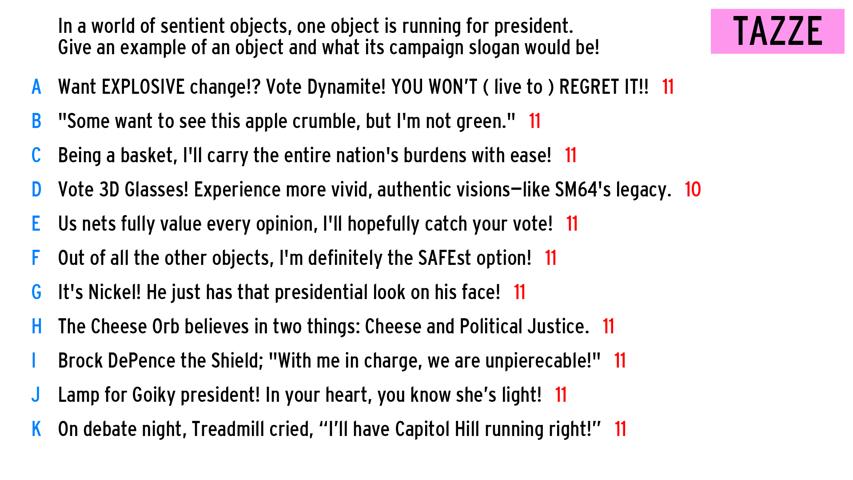 In a world of sentient objects, one object is running for president.
Give an example of an object and what its campaign slogan would be!
TAZZE
A Want EXPLOSIVE change!? Vote Dynamite! YOU WON'T ( live to ) REGRET IT!! 11
B "Some want to see this apple crumble, but I'm not green." 11
C Being a basket, I'll carry the entire nation's burdens with ease! 11
D Vote 3D Glasses! Experience more vivid, authentic visions—like SM64's legacy. 10
E Us nets fully value every opinion, I'll hopefully catch your vote! 11
F Out of all the other objects, I'm definitely the SAFEst option! 11
G It's Nickel! He just has that presidential look on his face! 11
H The Cheese Orb believes in two things: Cheese and Political Justice. 11
I Brock DePence the Shield; "With me in charge, we are unpierecable!" 11
J Lamp for Goiky president! In your heart, you know she’s light! 11
K On debate night, Treadmill cried, “I’ll have Capitol Hill running right!” 11